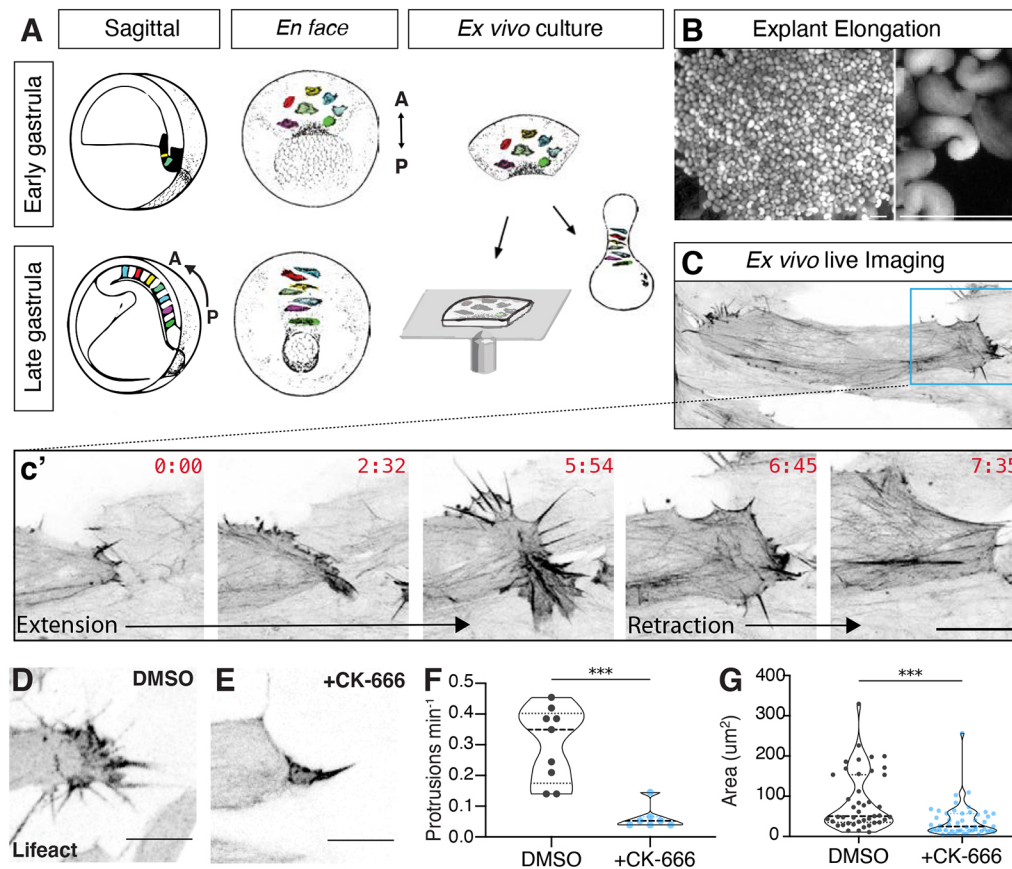 A
Sagittal
En face
Ex vivo culture
Early gastrula
A
P
Late gastrula
A
P
B
Explant Elongation
C
Ex vivo live Imaging
c'
0:00
2:32
5:54
6:45
7:35
Extension
Retraction
D
DMSO
Lifeact
E
+CK-666
F
***
Protrusions min-1
0.5
0.4
0.3
0.2
0.1
0.0
DMSO
+CK-666
G
***
Area (um2)
400
300
200
100
0
DMSO
+CK-666